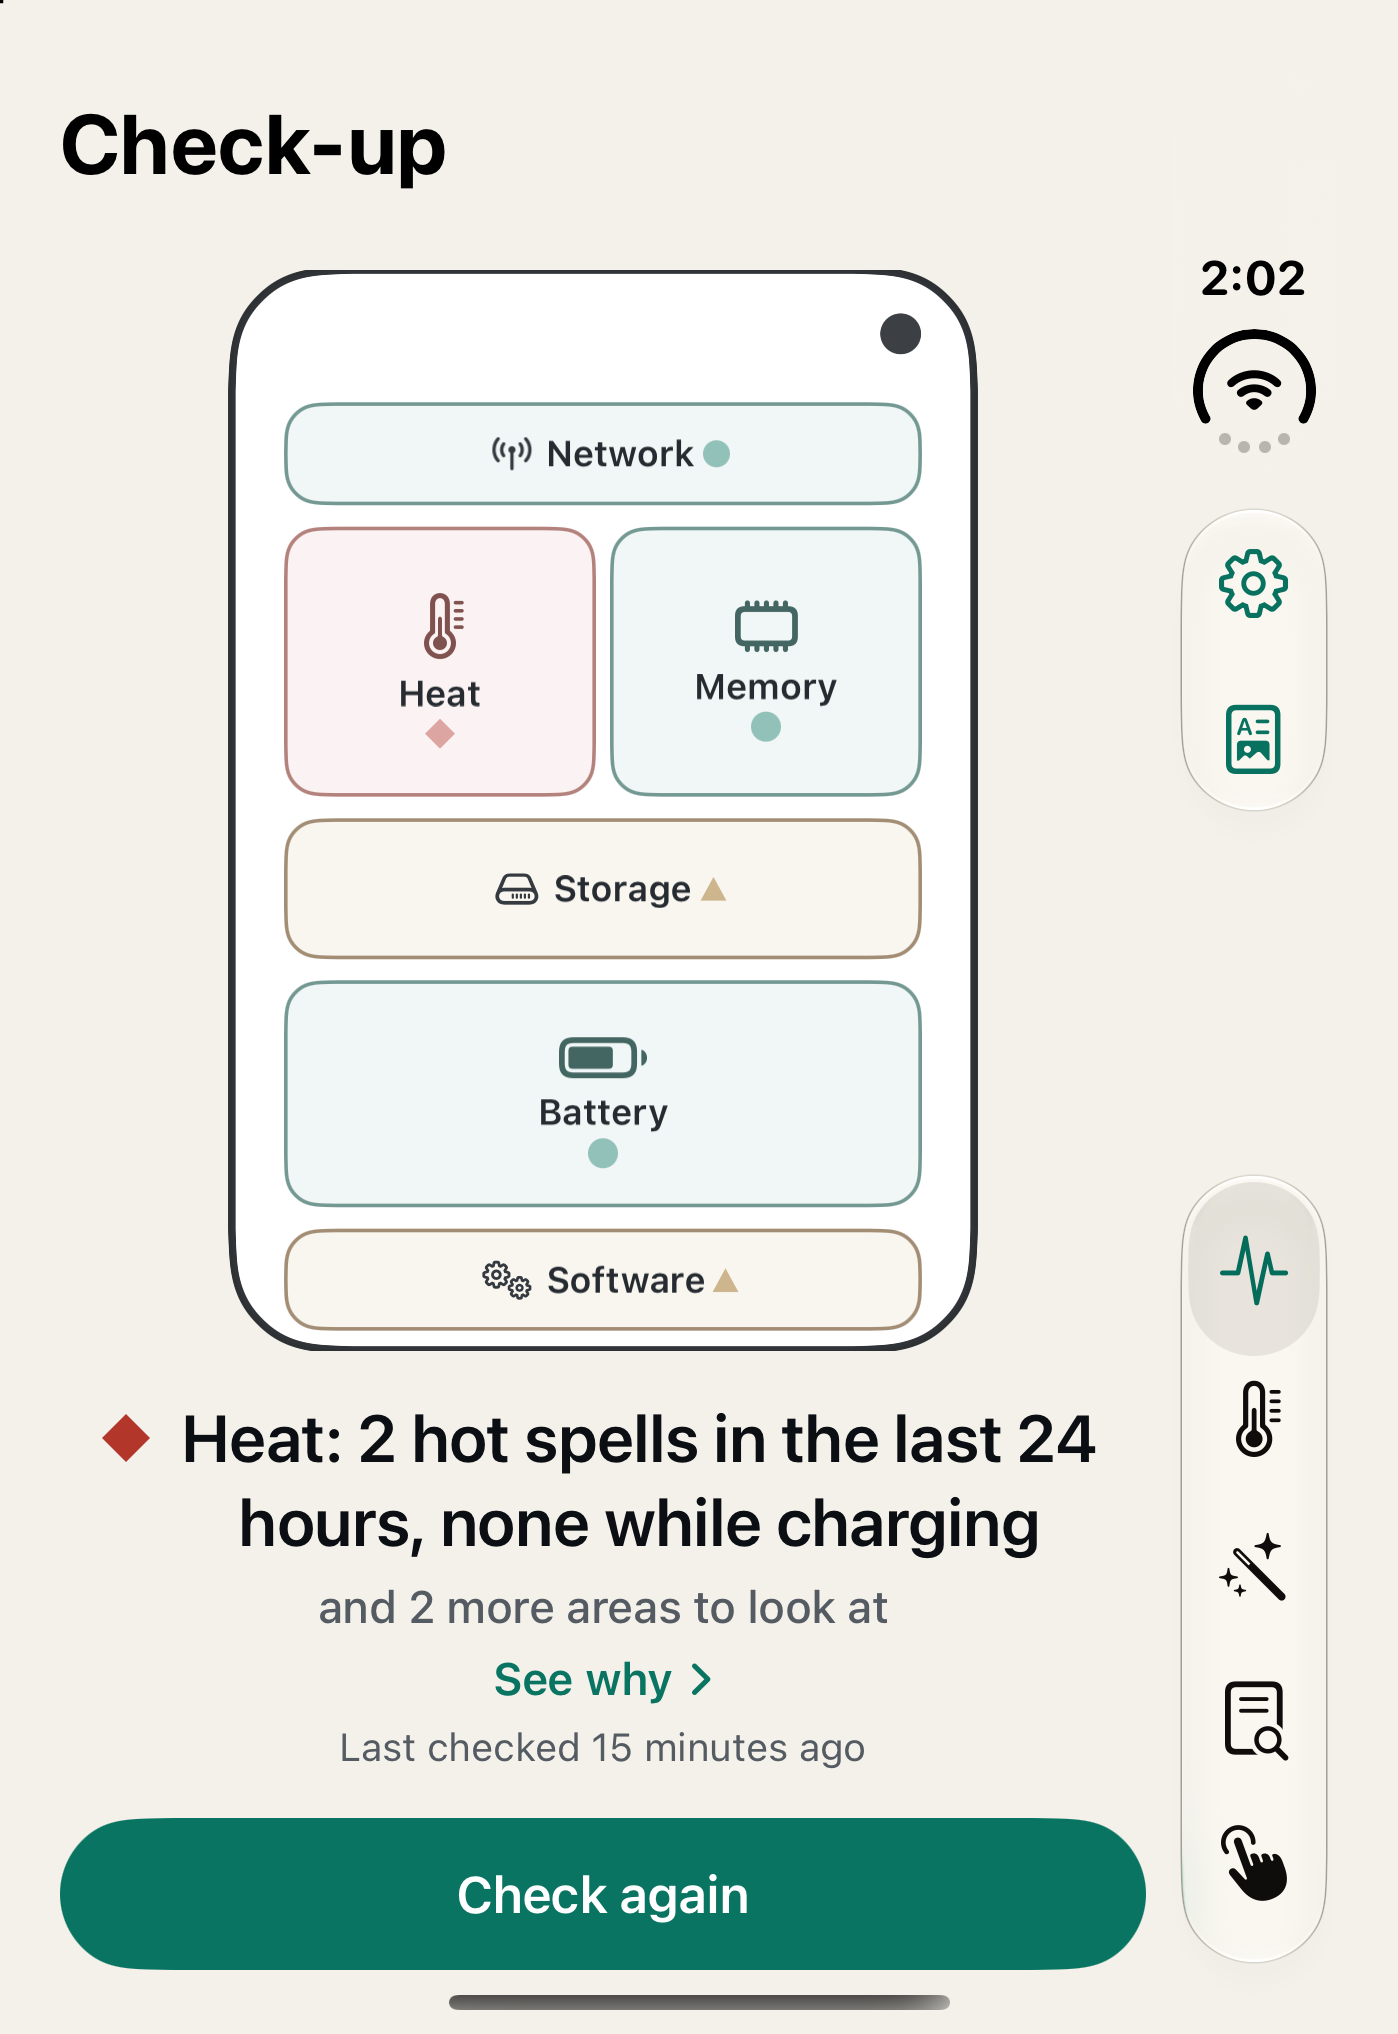 Check-up
2:02
Network
Heat
Memory
Storage
Battery
Software
Heat: 2 hot spells in the last 24
hours, none while charging
and 2 more areas to look at
See why
Last checked 15 minutes ago
Check again